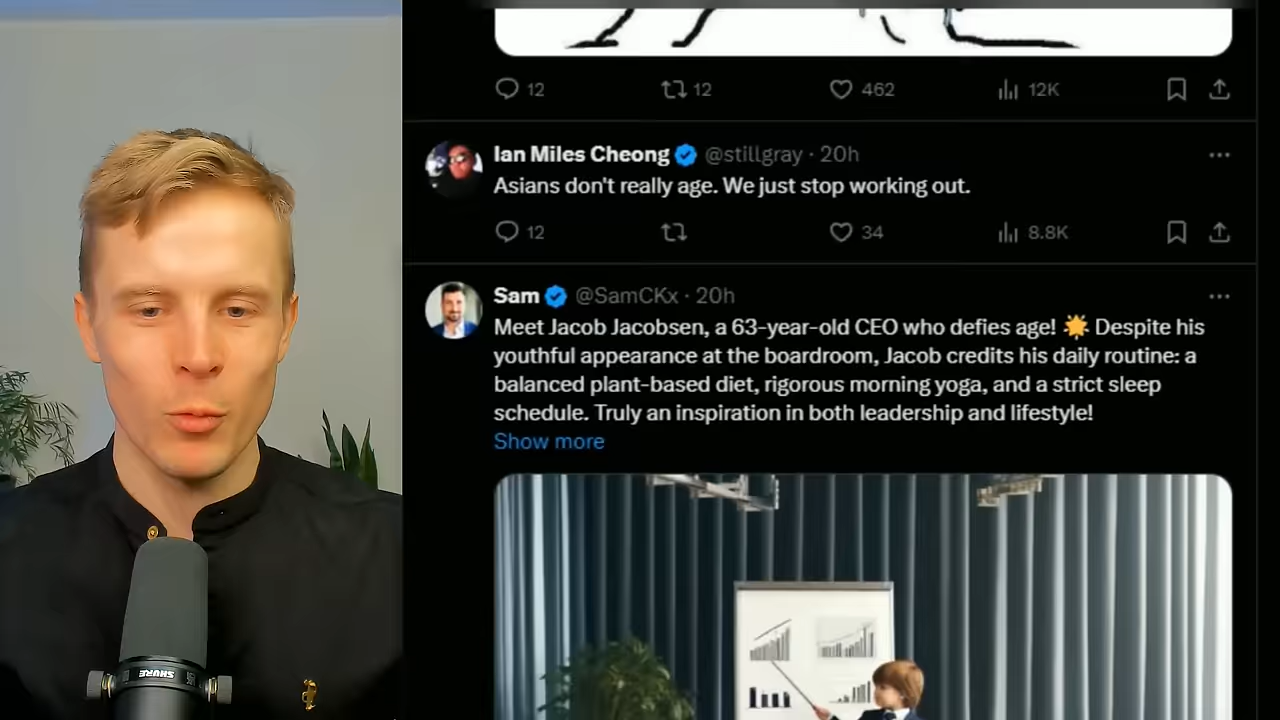 12 12 462 12K
Ian Miles Cheong @stillgray · 20h
Asians don't really age. We just stop working out.
12 34 8.8K
Sam @SamCKx · 20h
Meet Jacob Jacobsen, a 63-year-old CEO who defies age! 🌟 Despite his
youthful appearance at the boardroom, Jacob credits his daily routine: a
balanced plant-based diet, rigorous morning yoga, and a strict sleep
schedule. Truly an inspiration in both leadership and lifestyle!
Show more
SHURE